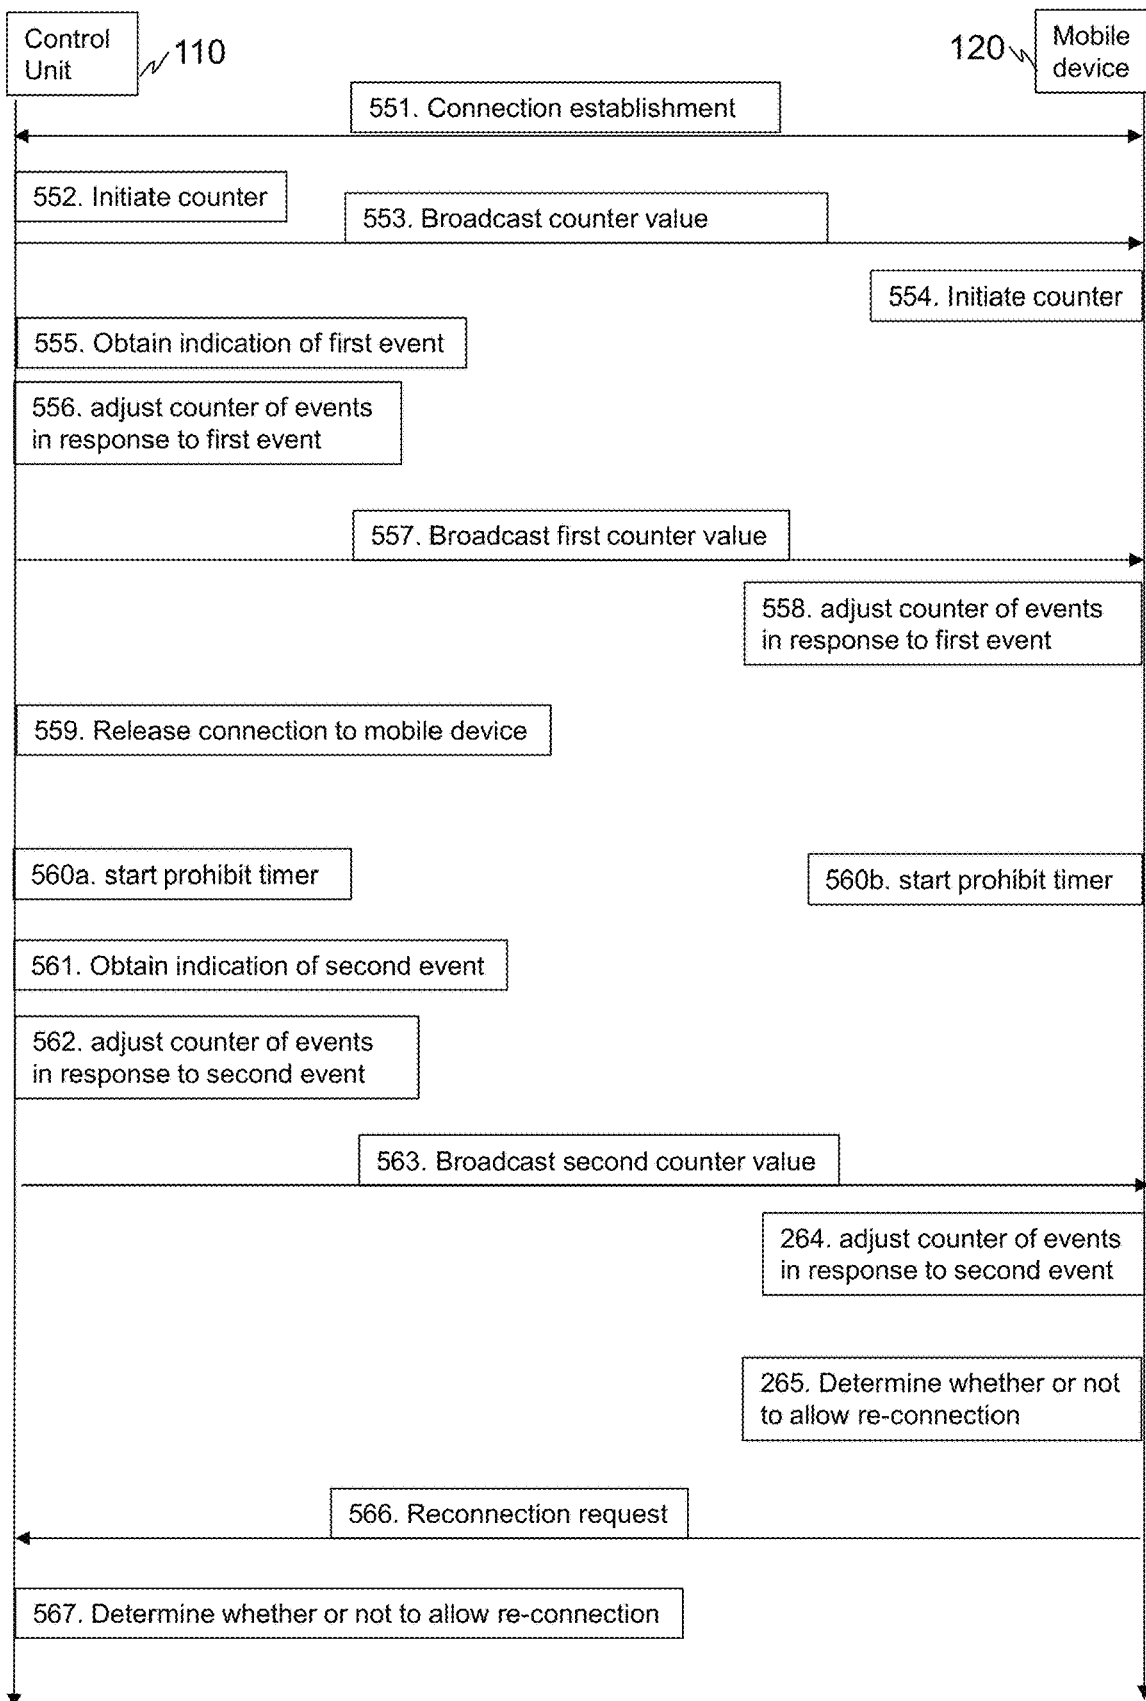 Control
Unit
110
120
Mobile
device
551. Connection establishment
552. Initiate counter
553. Broadcast counter value
554. Initiate counter
555. Obtain indication of first event
556. adjust counter of events
in response to first event
557. Broadcast first counter value
558. adjust counter of events
in response to first event
559. Release connection to mobile device
560a. start prohibit timer
560b. start prohibit timer
561. Obtain indication of second event
562. adjust counter of events
in response to second event
563. Broadcast second counter value
264. adjust counter of events
in response to second event
265. Determine whether or not
to allow re-connection
566. Reconnection request
567. Determine whether or not to allow re-connection